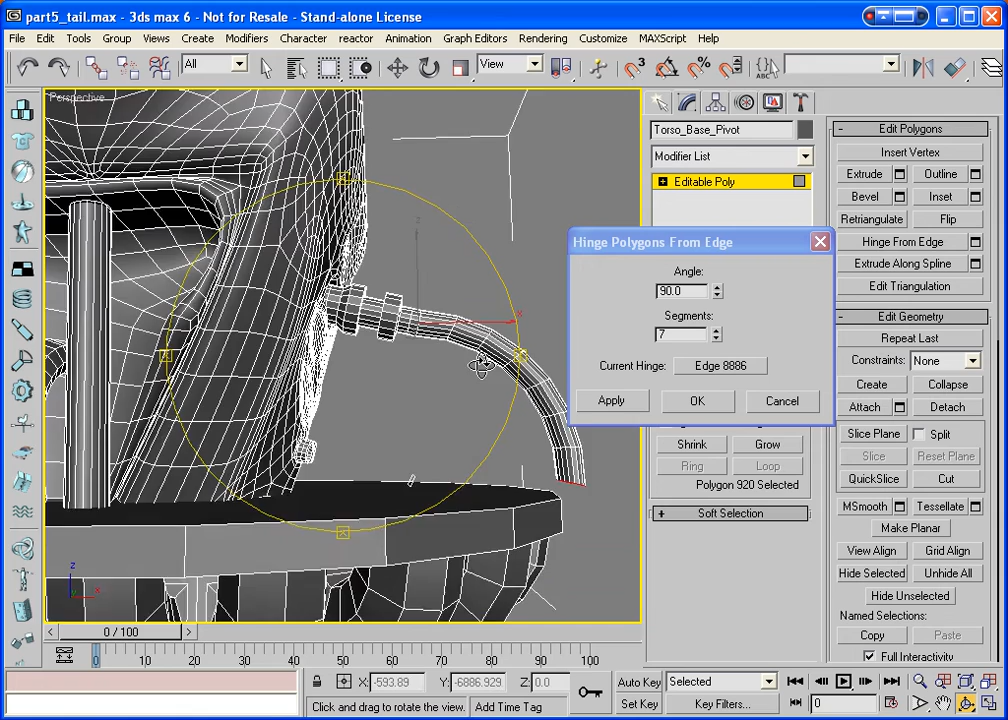 part5_tail.max - 3ds max 6 - Not for Resale - Stand-alone License
File Edit Tools Group Views Create Modifiers Character reactor Animation Graph Editors Rendering Customize MAXScript Help
All View
Perspective
z
x
Torso_Base_Pivot
Modifier List
Editable Poly
Hinge Polygons From Edge
Angle:
90.0
Segments:
7
Current Hinge: Edge 8886
Apply OK Cancel
Shrink Grow
Ring Loop
Polygon 920 Selected
+ Soft Selection
- Edit Polygons
Insert Vertex
Extrude Outline
Bevel Inset
Retriangulate Flip
Hinge From Edge
Extrude Along Spline
Edit Triangulation
- Edit Geometry
Repeat Last
Constraints: None
Create Collapse
Attach Detach
Slice Plane Split
Slice Reset Plane
QuickSlice Cut
MSmooth Tessellate
Make Planar
View Align Grid Align
Hide Selected Unhide All
Hide Unselected
Named Selections:
Copy Paste
Full Interactivity
z
x
< 0 / 100 >
0 10 20 30 40 50 60 70 80 90 100
X: -593.89 Y: -6886.929 Z: 0.0
Auto Key Selected
Click and drag to rotate the view. Add Time Tag Set Key Key Filters... 0